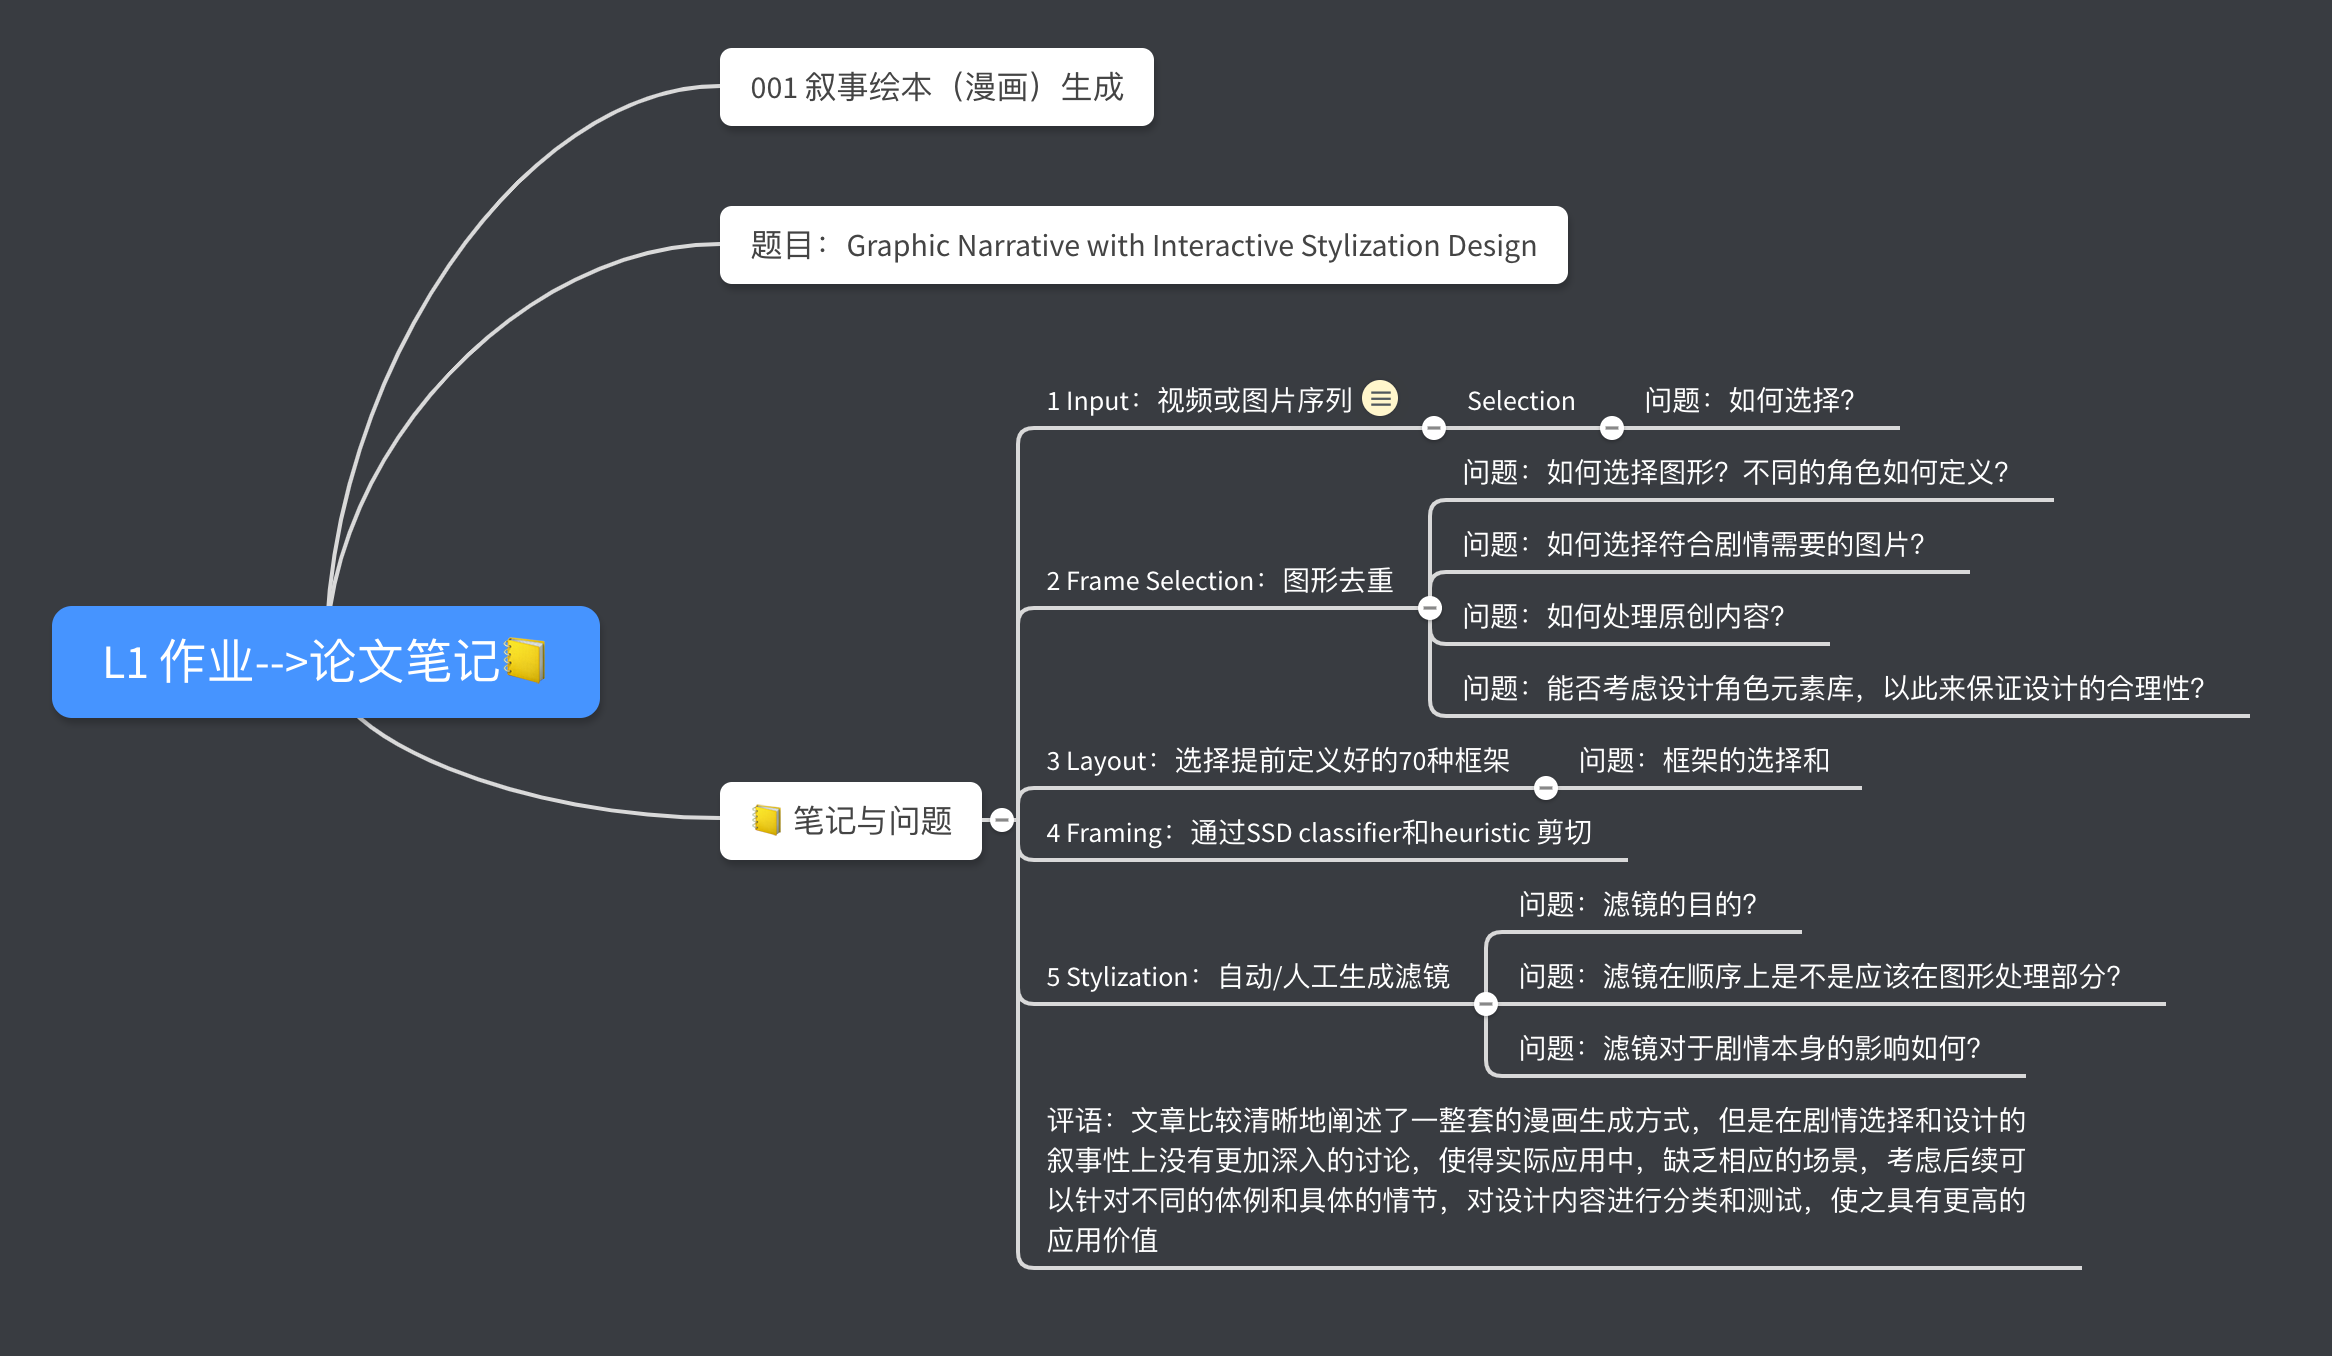 001 叙事绘本（漫画）生成
题目：Graphic Narrative with Interactive Stylization Design
L1 作业-->论文笔记📒
📒 笔记与问题
1 Input：视频或图片序列
Selection
问题：如何选择？
2 Frame Selection：图形去重
问题：如何选择图形？不同的角色如何定义？
问题：如何选择符合剧情需要的图片？
问题：如何处理原创内容？
问题：能否考虑设计角色元素库，以此来保证设计的合理性？
3 Layout：选择提前定义好的70种框架
问题：框架的选择和
4 Framing：通过SSD classifier和heuristic 剪切
5 Stylization：自动/人工生成滤镜
问题：滤镜的目的？
问题：滤镜在顺序上是不是应该在图形处理部分？
问题：滤镜对于剧情本身的影响如何？
评语：文章比较清晰地阐述了一整套的漫画生成方式，但是在剧情选择和设计的
叙事性上没有更加深入的讨论，使得实际应用中，缺乏相应的场景，考虑后续可
以针对不同的体例和具体的情节，对设计内容进行分类和测试，使之具有更高的
应用价值